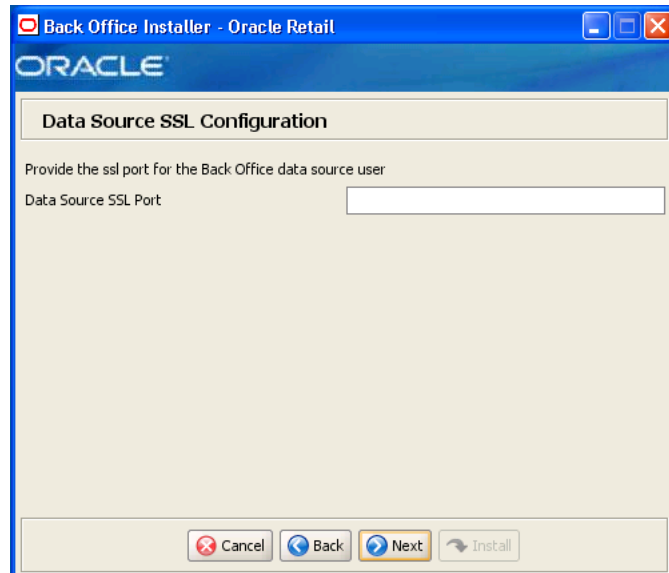 Back Office Installer - Oracle Retail
ORACLE
Data Source SSL Configuration
Provide the ssl port for the Back Office data source user
Data Source SSL Port
Cancel Back Next Install